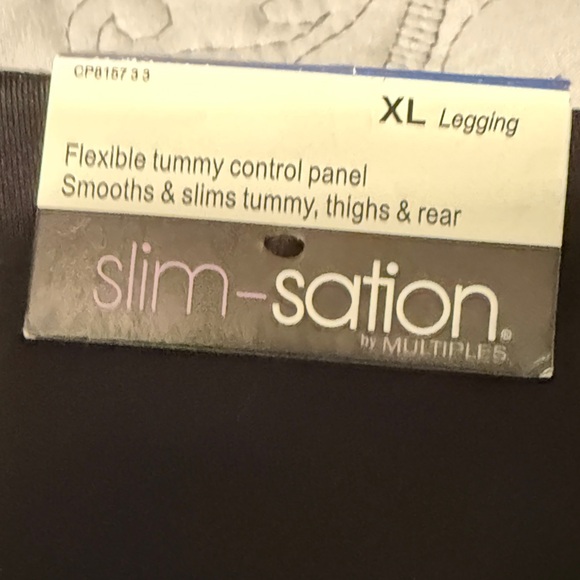 CP8157 3 3
XL Legging
Flexible tummy control panel
Smooths & slims tummy, thighs & rear
slim-sation®
by MULTIPLES